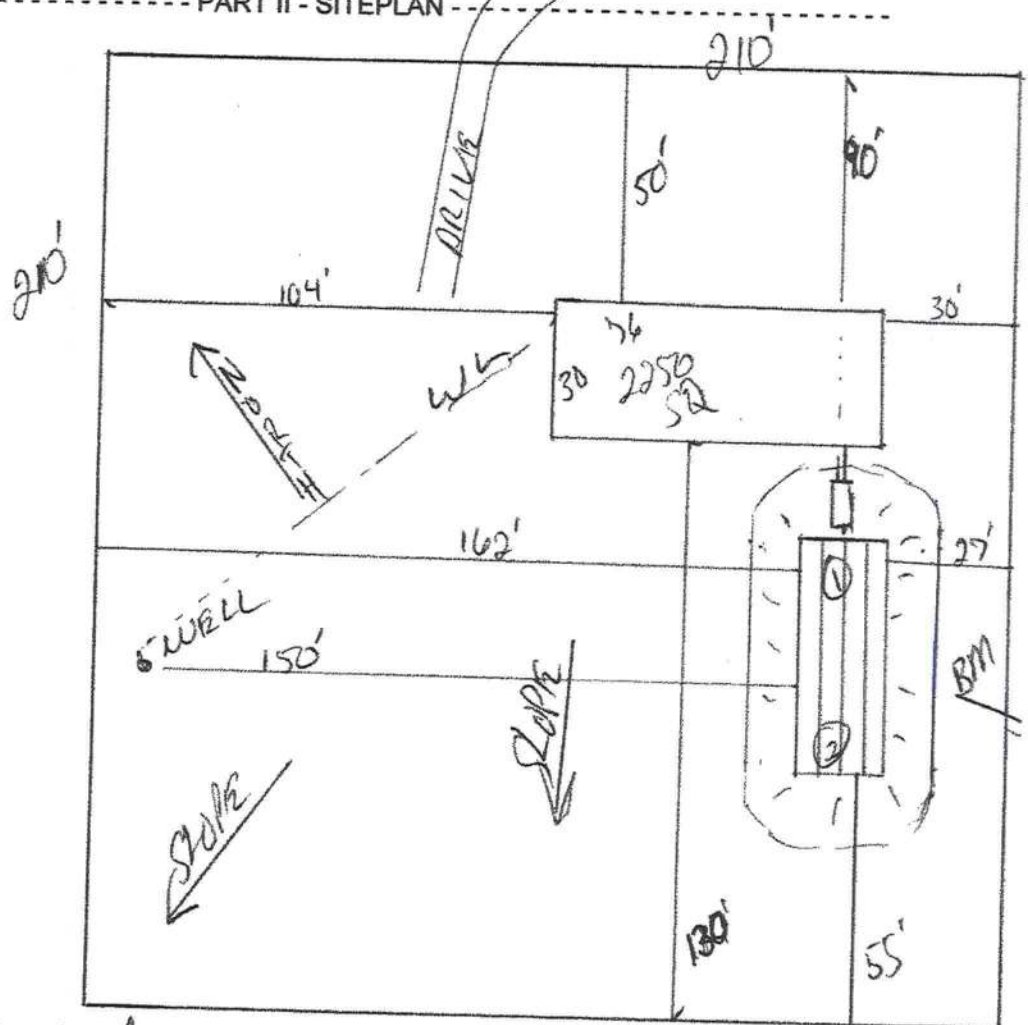 PART II - SITEPLAN
210'
210'
DRIVE
50'
90'
104'
30'
76
30
2250
SQ
NORTH
WL
162'
27'
1
WELL
150'
SLOPE
BM
2
SLOPE
130'
55'